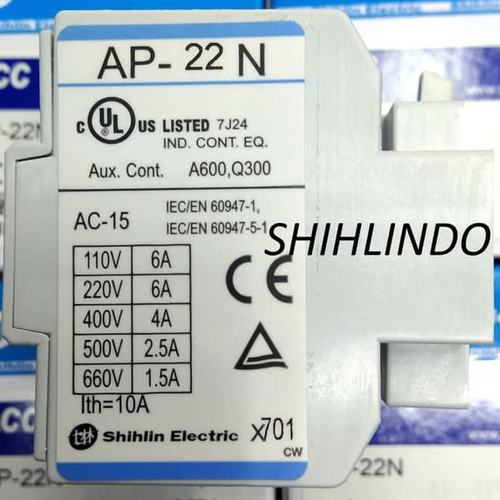 AP- 22 N
C UL US LISTED 7J24
IND. CONT. EQ.
Aux. Cont. A600,Q300
AC-15
IEC/EN 60947-1,
IEC/EN 60947-5-1
110V 6A
220V 6A
400V 4A
500V 2.5A
660V 1.5A
Ith=10A
CE
Shihlin Electric X701
CW
SHIHLINDO
CC
CC
-22N
CC
P-22N